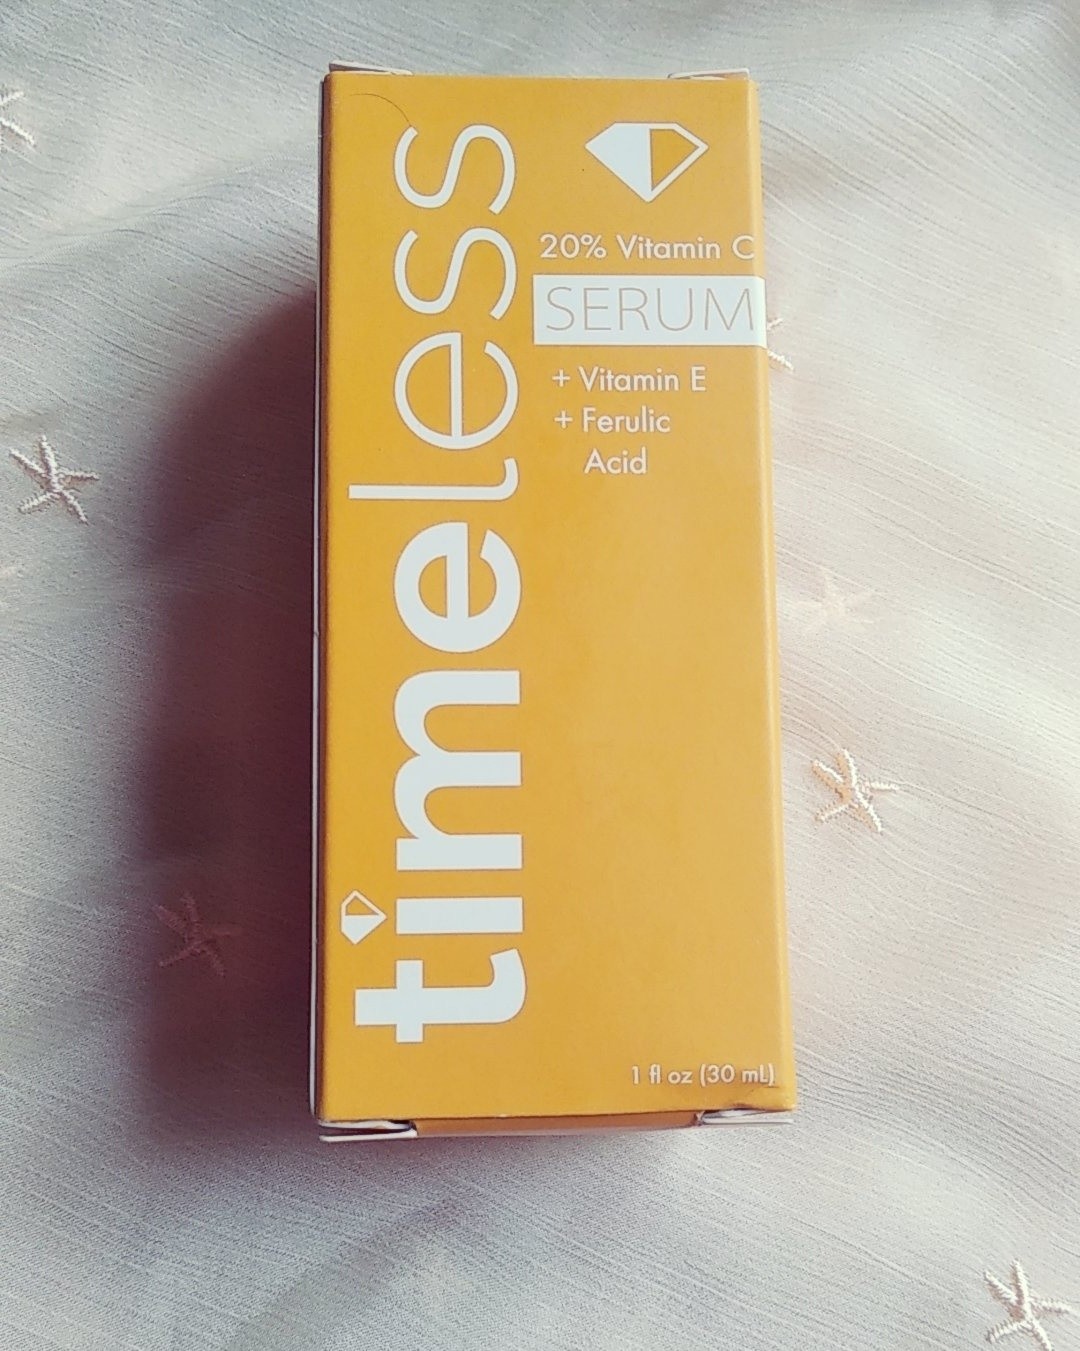 timeless
20% Vitamin C
SERUM
+ Vitamin E
+ Ferulic
Acid
1 fl oz (30 mL)